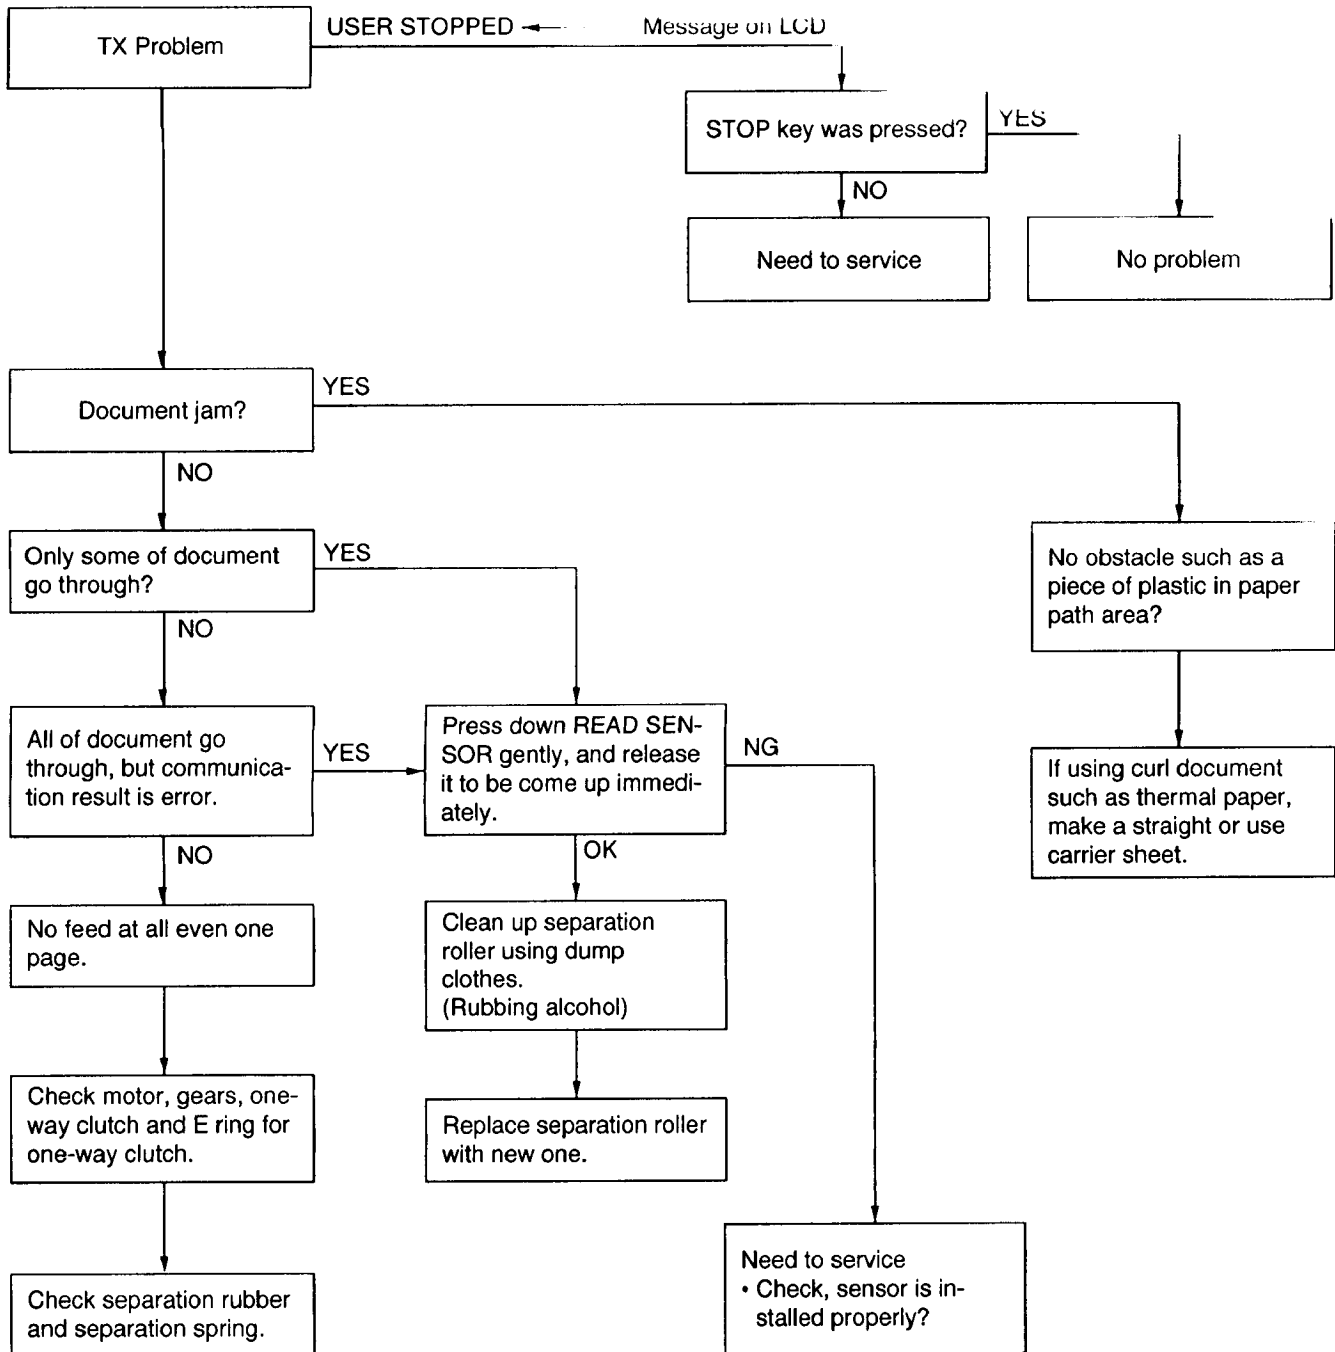 TX Problem
USER STOPPED
Message on LCD
STOP key was pressed?
YES
NO
Need to service
No problem
Document jam?
YES
NO
Only some of document
go through?
YES
NO
No obstacle such as a
piece of plastic in paper
path area?
All of document go
through, but communica-
tion result is error.
YES
NO
Press down READ SEN-
SOR gently, and release
it to be come up immedi-
ately.
NG
OK
If using curl document
such as thermal paper,
make a straight or use
carrier sheet.
No feed at all even one
page.
Clean up separation
roller using dump
clothes.
(Rubbing alcohol)
Check motor, gears, one-
way clutch and E ring for
one-way clutch.
Replace separation roller
with new one.
Need to service
• Check, sensor is in-
stalled properly?
Check separation rubber
and separation spring.